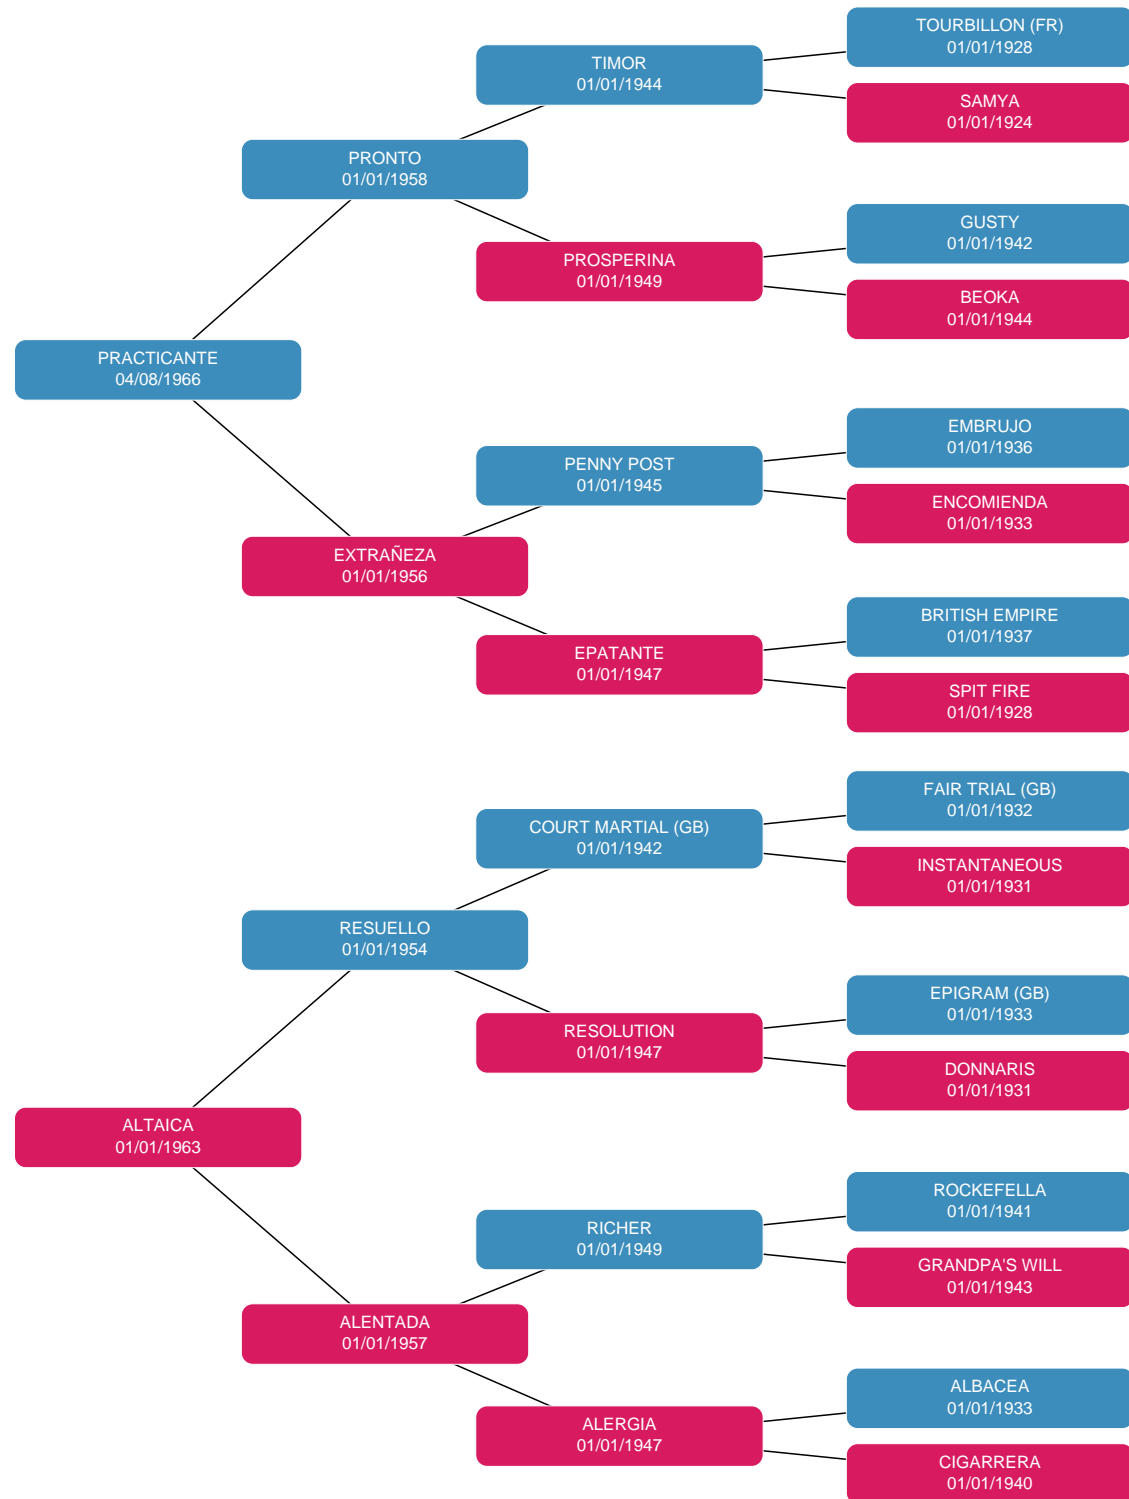 TOURBILLON (FR)
01/01/1928
TIMOR
01/01/1944
SAMYA
01/01/1924
PRONTO
01/01/1958
GUSTY
01/01/1942
PROSPERINA
01/01/1949
BEOKA
01/01/1944
PRACTICANTE
04/08/1966
EMBRUJO
01/01/1936
PENNY POST
01/01/1945
ENCOMIENDA
01/01/1933
EXTRAÑEZA
01/01/1956
BRITISH EMPIRE
01/01/1937
EPATANTE
01/01/1947
SPIT FIRE
01/01/1928
FAIR TRIAL (GB)
01/01/1932
COURT MARTIAL (GB)
01/01/1942
INSTANTANEOUS
01/01/1931
RESUELLO
01/01/1954
EPIGRAM (GB)
01/01/1933
RESOLUTION
01/01/1947
DONNARIS
01/01/1931
ALTAICA
01/01/1963
ROCKEFELLA
01/01/1941
RICHER
01/01/1949
GRANDPA'S WILL
01/01/1943
ALENTADA
01/01/1957
ALBACEA
01/01/1933
ALERGIA
01/01/1947
CIGARRERA
01/01/1940